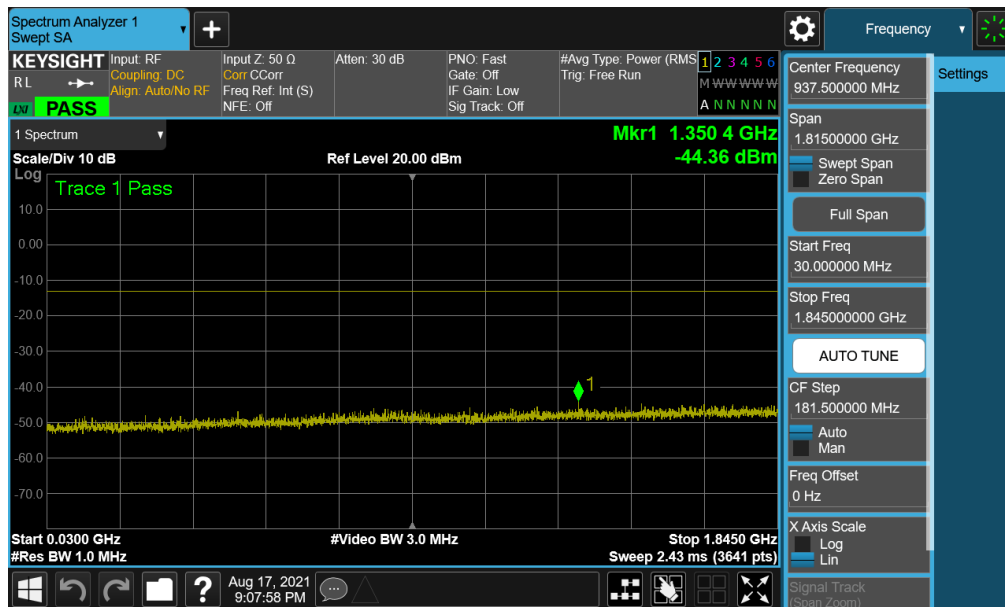 Spectrum Analyzer 1
Swept SA
Frequency
KEYSIGHT
RL
LXI PASS
Input: RF
Coupling: DC
Align: Auto/No RF
Input Z: 50 Ω
Corr CCorr
Freq Ref: Int (S)
NFE: Off
Atten: 30 dB
PNO: Fast
Gate: Off
IF Gain: Low
Sig Track: Off
#Avg Type: Power (RMS
Trig: Free Run
1 2 3 4 5 6
M W W W W W
A N N N N N
1 Spectrum
Scale/Div 10 dB
Ref Level 20.00 dBm
Mkr1 1.350 4 GHz
-44.36 dBm
Log
Trace 1 Pass
10.0
0.00
-10.0
-20.0
-30.0
-40.0
-50.0
-60.0
-70.0
1
Start 0.0300 GHz
#Res BW 1.0 MHz
#Video BW 3.0 MHz
Stop 1.8450 GHz
Sweep 2.43 ms (3641 pts)
Aug 17, 2021
9:07:58 PM
Center Frequency
937.500000 MHz
Span
1.81500000 GHz
Swept Span
Zero Span
Full Span
Start Freq
30.000000 MHz
Stop Freq
1.845000000 GHz
AUTO TUNE
CF Step
181.500000 MHz
Auto
Man
Freq Offset
0 Hz
X Axis Scale
Log
Lin
Signal Track
(Span Zoom)
Settings